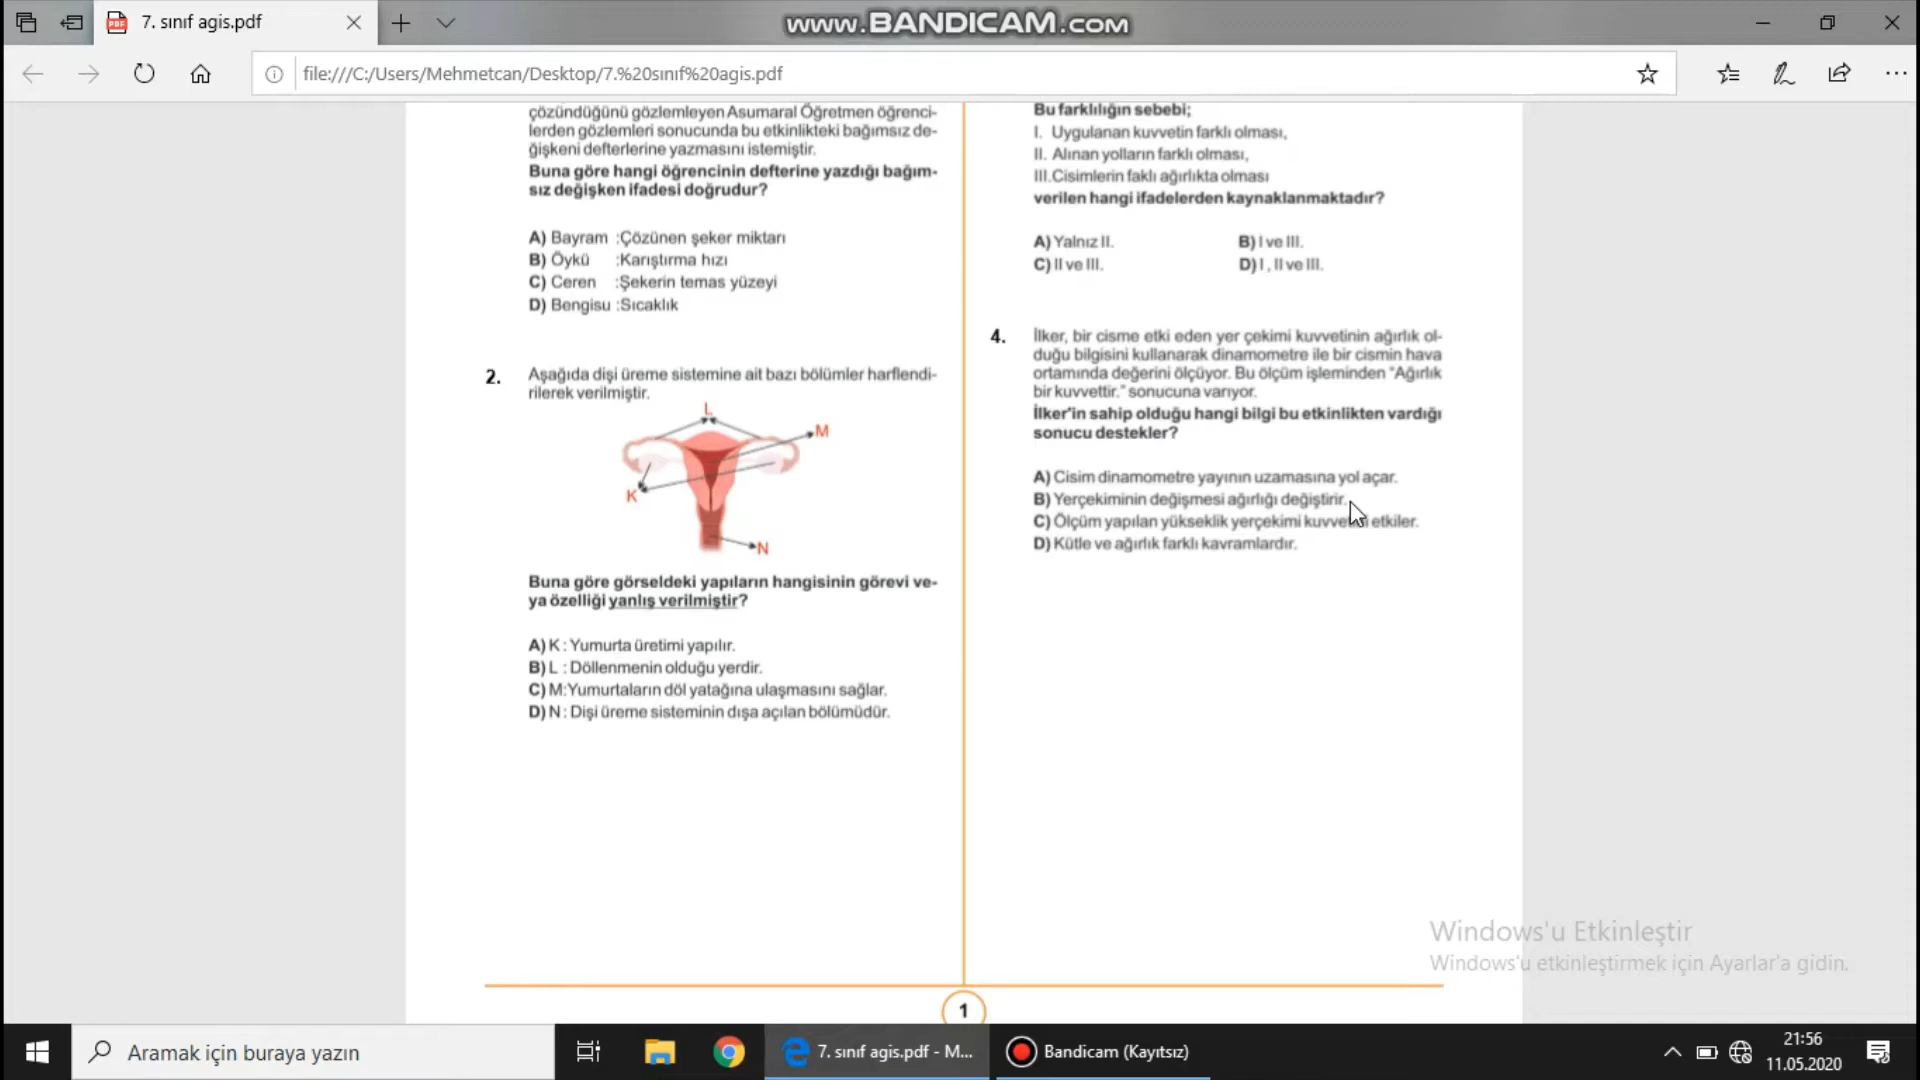 7. sınıf agis.pdf
www.BANDICAM.com
file:///C:/Users/Mehmetcan/Desktop/7.%20sınıf%20agis.pdf
çözündüğünü gözlemleyen Asumaral Öğretmen öğrenci-
lerden gözlemleri sonucunda bu etkinlikteki bağımsız de-
ğişkeni defterlerine yazmasını istemiştir.
Buna göre hangi öğrencinin defterine yazdığı bağım-
sız değişken ifadesi doğrudur?
A) Bayram :Çözünen şeker miktarı
B) Öykü :Karıştırma hızı
C) Ceren :Şekerin temas yüzeyi
D) Bengisu :Sıcaklık
2. Aşağıda dişi üreme sistemine ait bazı bölümler harflendi-
rilerek verilmiştir.
L
M
K
N
Buna göre görseldeki yapıların hangisinin görevi ve-
ya özelliği yanlış verilmiştir?
A) K : Yumurta üretimi yapılır.
B) L : Döllenmenin olduğu yerdir.
C) M:Yumurtaların döl yatağına ulaşmasını sağlar.
D) N : Dişi üreme sisteminin dışa açılan bölümüdür.
Bu farklılığın sebebi;
I. Uygulanan kuvvetin farklı olması,
II. Alınan yolların farklı olması,
III.Cisimlerin faklı ağırlıkta olması
verilen hangi ifadelerden kaynaklanmaktadır?
A) Yalnız II. B) I ve III.
C) II ve III. D) I , II ve III.
4. İlker, bir cisme etki eden yer çekimi kuvvetinin ağırlık ol-
duğu bilgisini kullanarak dinamometre ile bir cismin hava
ortamında değerini ölçüyor. Bu ölçüm işleminden "Ağırlık
bir kuvvettir." sonucuna varıyor.
İlker'in sahip olduğu hangi bilgi bu etkinlikten vardığı
sonucu destekler?
A) Cisim dinamometre yayının uzamasına yol açar.
B) Yerçekiminin değişmesi ağırlığı değiştirir.
C) Ölçüm yapılan yükseklik yerçekimi etkiler.
D) Kütle ve ağırlık farklı kavramlardır.
Windows'u Etkinleştir
Windows'u etkinleştirmek için Ayarlar'a gidin.
1
Aramak için buraya yazın
7. sınıf agis.pdf - M...
Bandicam (Kayıtsız)
21:56
11.05.2020